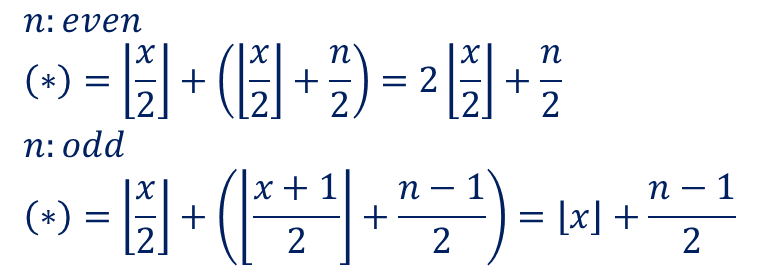 n: even
(∗) = ⌊x/2⌋ + (⌊x/2⌋ + n/2) = 2⌊x/2⌋ + n/2
n: odd
(∗) = ⌊x/2⌋ + (⌊(x + 1)/2⌋ + (n − 1)/2) = ⌊x⌋ + (n − 1)/2